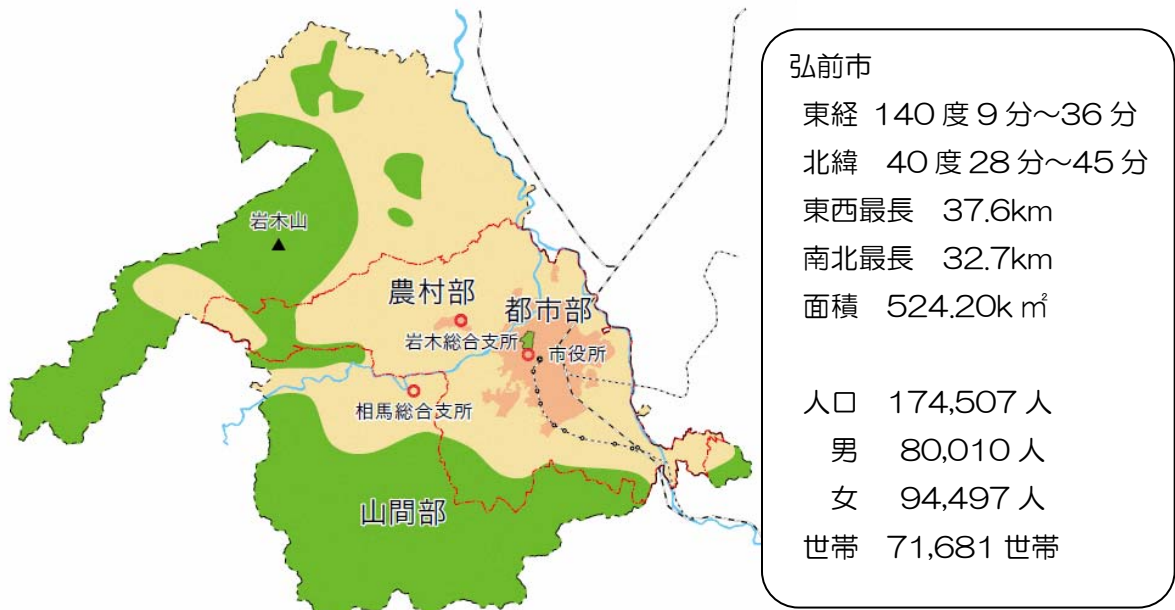 岩木山
農村部
都市部
岩木総合支所
市役所
相馬総合支所
山間部
弘前市
東経 140度9分～36分
北緯 40度28分～45分
東西最長 37.6km
南北最長 32.7km
面積 524.20k㎡
人口 174,507人
男 80,010人
女 94,497人
世帯 71,681世帯